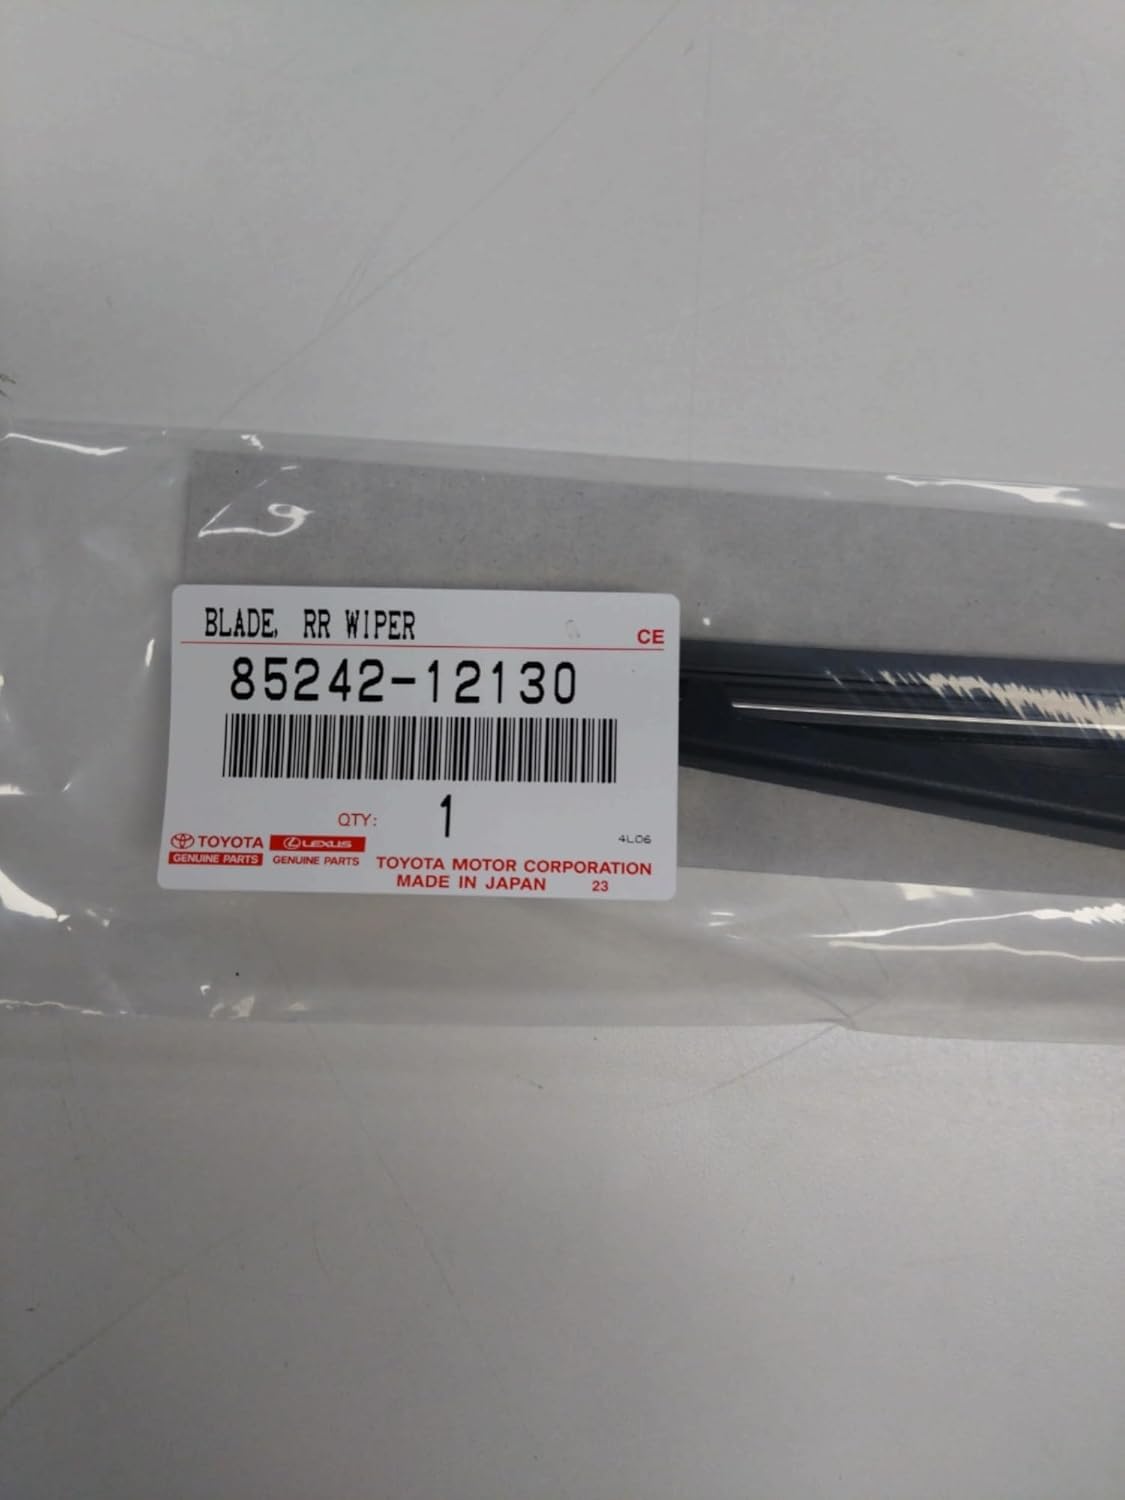 BLADE, RR WIPER
CE
85242-12130
QTY: 1
4L06
TOYOTA LEXUS
GENUINE PARTS GENUINE PARTS
TOYOTA MOTOR CORPORATION
MADE IN JAPAN 23